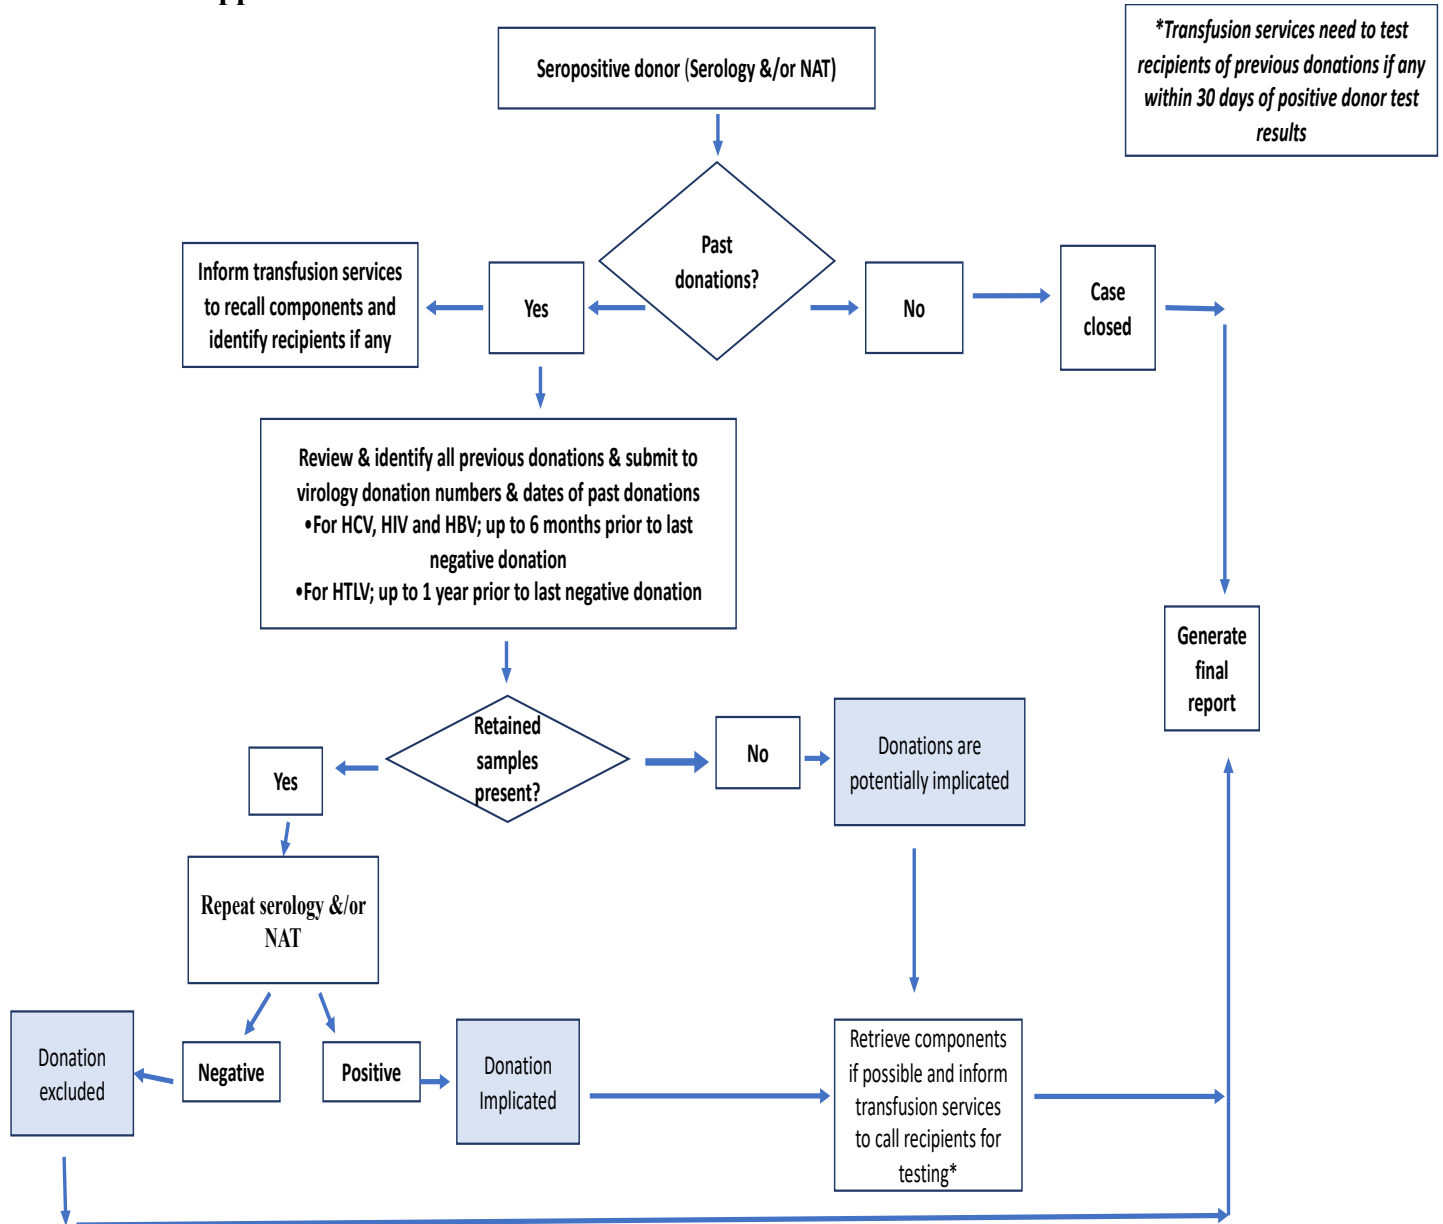 *Transfusion services need to test
recipients of previous donations if any
within 30 days of positive donor test
results
Seropositive donor (Serology &/or NAT)
Past
donations?
Inform transfusion services
to recall components and
identify recipients if any
Yes
No
Case
closed
Review & identify all previous donations & submit to
virology donation numbers & dates of past donations
•For HCV, HIV and HBV; up to 6 months prior to last
negative donation
•For HTLV; up to 1 year prior to last negative donation
Generate
final
report
Retained
samples
present?
Yes
No
Donations are
potentially implicated
Repeat serology &/or
NAT
Donation
excluded
Negative
Positive
Donation
Implicated
Retrieve components
if possible and inform
transfusion services
to call recipients for
testing*